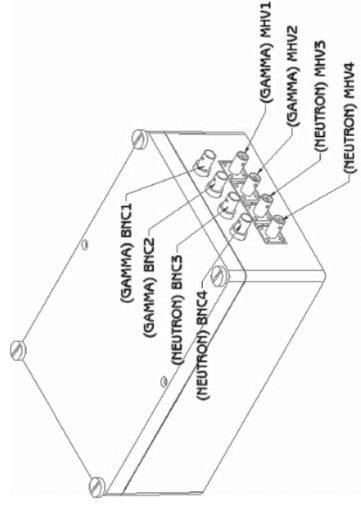 (GAMMA) BNC1
(GAMMA) BNC2
(NEUTRON) BNC3
(NEUTRON) BNC4
(GAMMA) MHV1
(GAMMA) MHV2
(NEUTRON) MHV3
(NEUTRON) MHV4